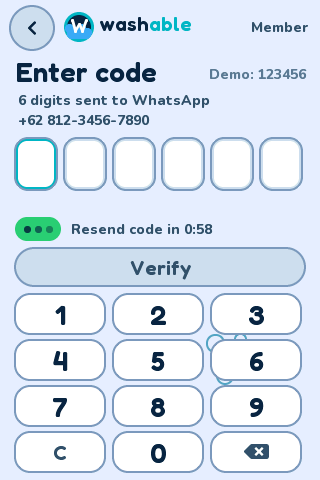 washable
Member
Enter code
Demo: 123456
6 digits sent to WhatsApp
+62 812-3456-7890
Resend code in 0:58
Verify
1 2 3
4 5 6
7 8 9
C 0